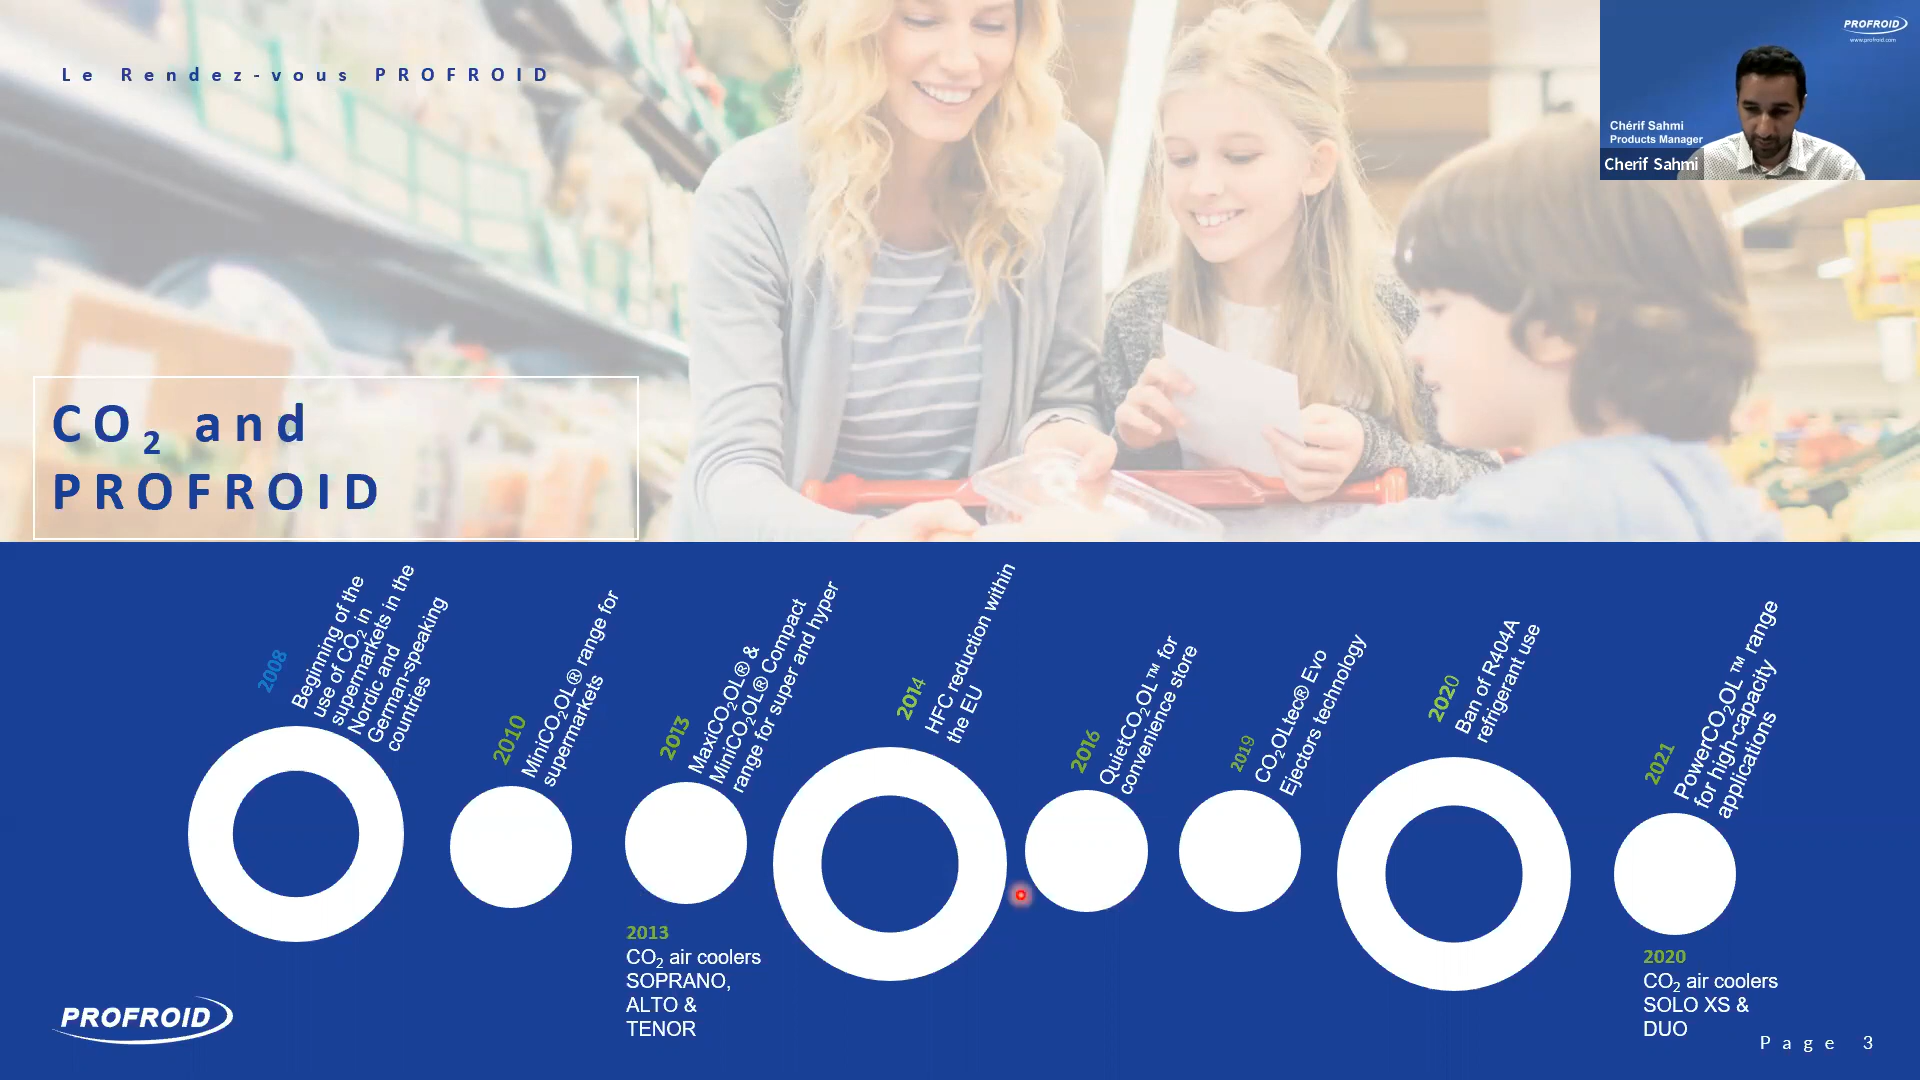 Le Rendez-vous PROFROID
PROFROID
www.profroid.com
Chérif Sahmi
Products Manager
Cherif Sahmi
CO₂ and
PROFROID
2008
Beginning of the
use of CO₂ in
supermarkets in the
Nordic and
German-speaking
countries
2010
MiniCO₂OL® range for
supermarkets
2013
MaxiCO₂OL® &
MiniCO₂OL® Compact
range for super and hyper
2014
HFC reduction within
the EU
2016
QuietCO₂OL™ for
convenience store
2019
CO₂OLtec® Evo
Ejectors technology
2020
Ban of R404A
refrigerant use
2021
PowerCO₂OL™ range
for high-capacity
applications
2013
CO₂ air coolers
SOPRANO,
ALTO &
TENOR
2020
CO₂ air coolers
SOLO XS &
DUO
PROFROID
Page 3